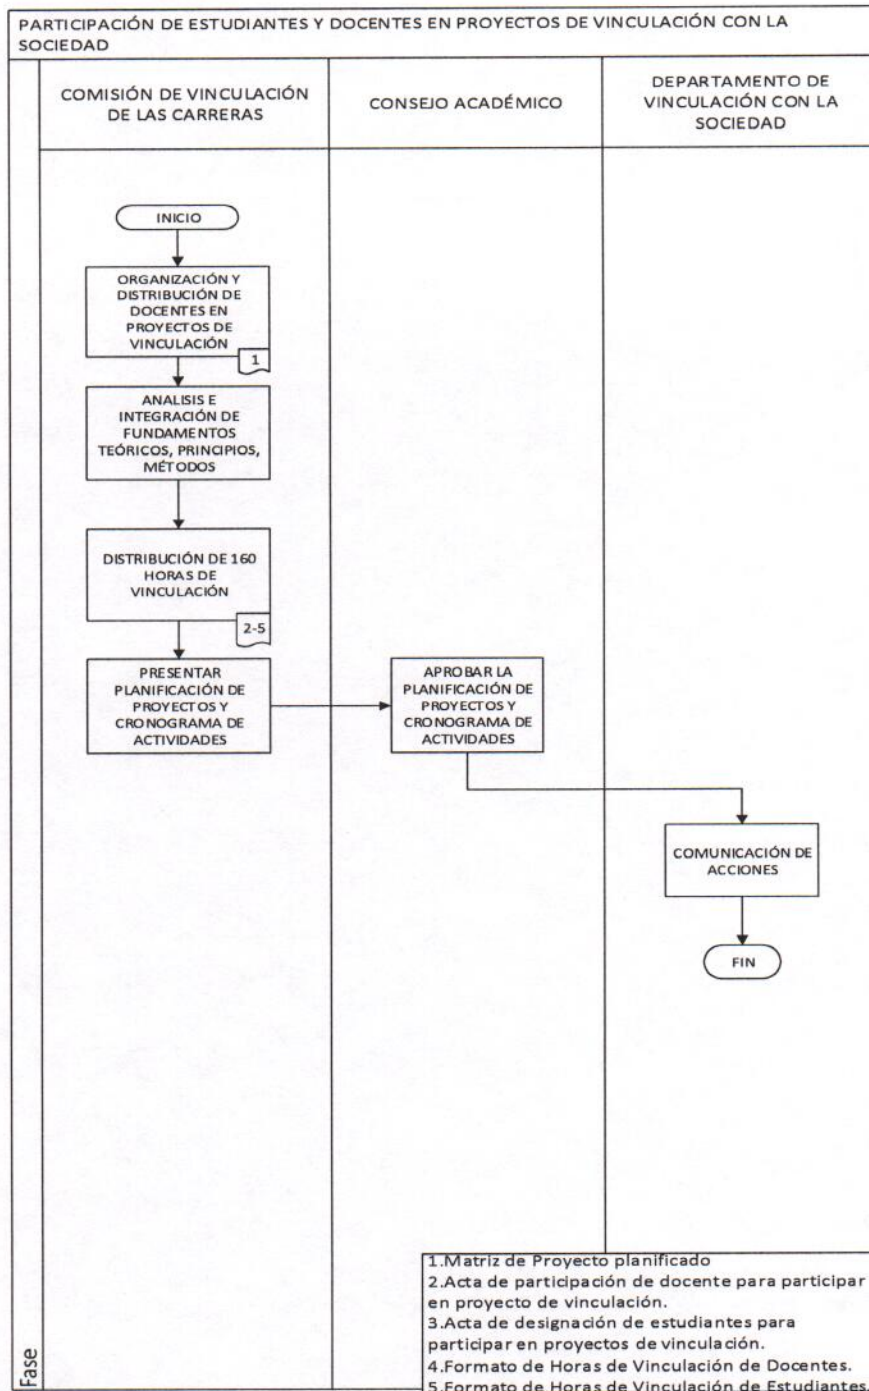 PARTICIPACIÓN DE ESTUDIANTES Y DOCENTES EN PROYECTOS DE VINCULACIÓN CON LA
SOCIEDAD
COMISIÓN DE VINCULACIÓN
DE LAS CARRERAS
CONSEJO ACADÉMICO
DEPARTAMENTO DE
VINCULACIÓN CON LA
SOCIEDAD
INICIO
ORGANIZACIÓN Y
DISTRIBUCIÓN DE
DOCENTES EN
PROYECTOS DE
VINCULACIÓN
1
ANALISIS E
INTEGRACIÓN DE
FUNDAMENTOS
TEÓRICOS, PRINCIPIOS,
MÉTODOS
DISTRIBUCIÓN DE 160
HORAS DE
VINCULACIÓN
2-5
PRESENTAR
PLANIFICACIÓN DE
PROYECTOS Y
CRONOGRAMA DE
ACTIVIDADES
APROBAR LA
PLANIFICACIÓN DE
PROYECTOS Y
CRONOGRAMA DE
ACTIVIDADES
COMUNICACIÓN DE
ACCIONES
FIN
Fase
1.Matriz de Proyecto planificado
2.Acta de participación de docente para participar
en proyecto de vinculación.
3.Acta de designación de estudiantes para
participar en proyectos de vinculación.
4.Formato de Horas de Vinculación de Docentes.
5.Formato de Horas de Vinculación de Estudiantes.